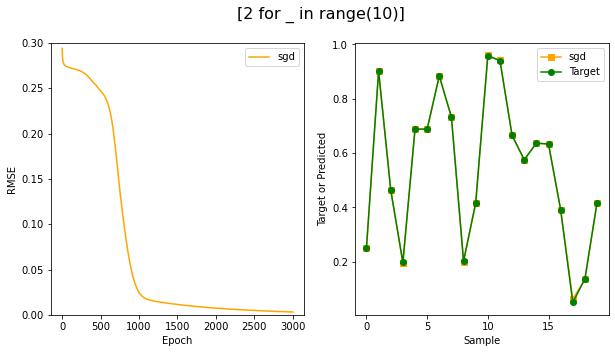 [2 for _ in range(10)]
0.30
0.25
0.20
0.15
0.10
0.05
0.00
RMSE
0 500 1000 1500 2000 2500 3000
Epoch
sgd
1.0
0.8
0.6
0.4
0.2
Target or Predicted
0 5 10 15
Sample
sgd
Target